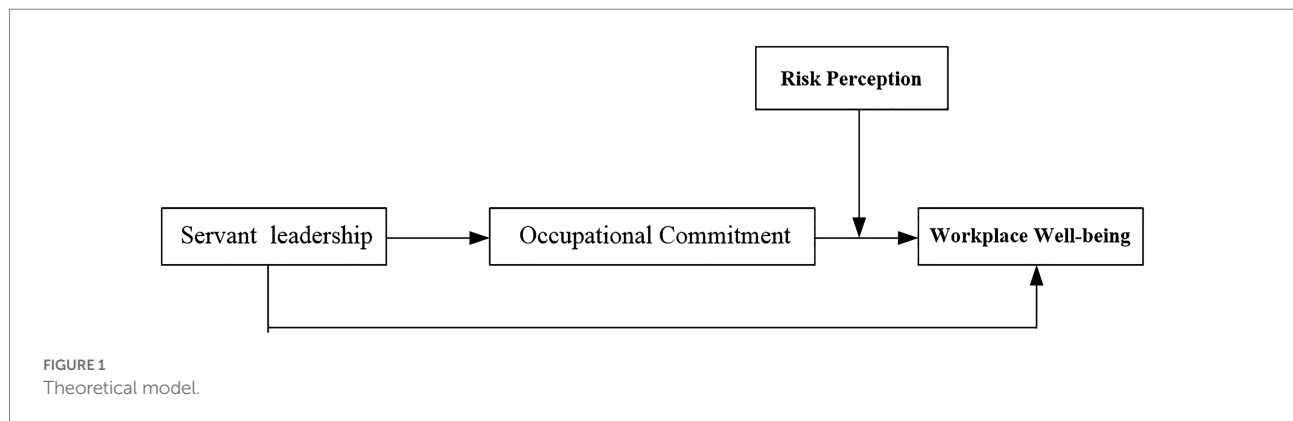 Risk Perception
Servant leadership
Occupational Commitment
Workplace Well-being
FIGURE 1
Theoretical model.